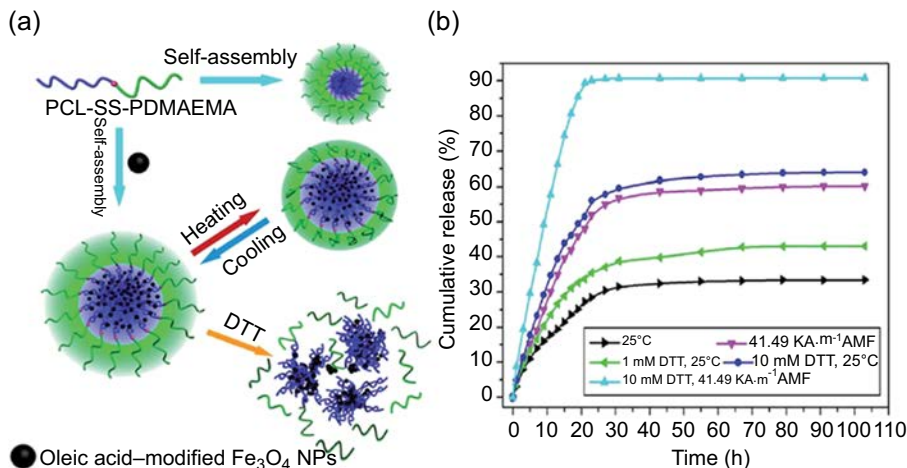 (a)
Self-assembly
PCL-SS-PDMAEMA
Self-assembly
Heating
Cooling
DTT
Oleic acid–modified Fe₃O₄ NPs
(b)
Cumulative release (%)
90
80
70
60
50
40
30
20
10
0
25°C
41.49 KA·m⁻¹AMF
1 mM DTT, 25°C
10 mM DTT, 25°C
10 mM DTT, 41.49 KA·m⁻¹AMF
0 10 20 30 40 50 60 70 80 90 100 110
Time (h)